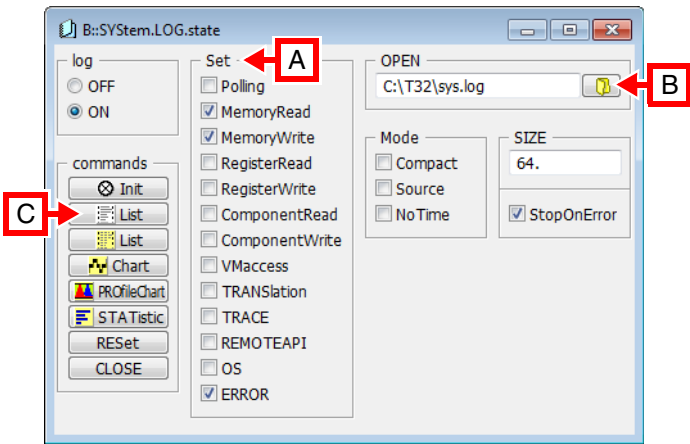 B::SYStem.LOG.state
log
OFF
ON
commands
Init
List
List
Chart
PROfileChart
STATistic
RESet
CLOSE
Set
Polling
MemoryRead
MemoryWrite
RegisterRead
RegisterWrite
ComponentRead
ComponentWrite
VMaccess
TRANSlation
TRACE
REMOTEAPI
OS
ERROR
OPEN
C:\T32\sys.log
Mode
Compact
Source
NoTime
SIZE
64.
StopOnError
A
B
C